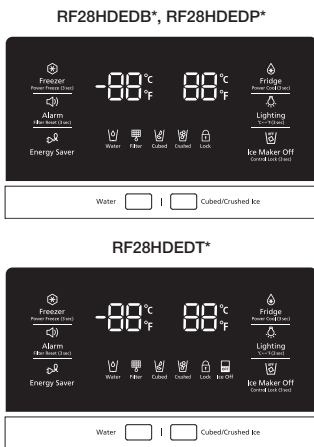 RF28HDEDB*, RF28HDEDP*
Freezer
Power Freeze (3 sec)
-88 °C °F
88 °C °F
Fridge
Power Cool (3 sec)
Alarm
Filter Reset (3 sec)
Lighting
°C↔°F (3 sec)
Energy Saver
Water Filter Cubed Crushed Lock
Ice Maker Off
Control Lock (3 sec)
Water | Cubed/Crushed Ice
RF28HDEDT*
Freezer
Power Freeze (3 sec)
-88 °C °F
88 °C °F
Fridge
Power Cool (3 sec)
Alarm
Filter Reset (3 sec)
Lighting
°C↔°F (3 sec)
Energy Saver
Water Filter Cubed Crushed Lock Ice Off
Ice Maker Off
Control Lock (3 sec)
Water | Cubed/Crushed Ice